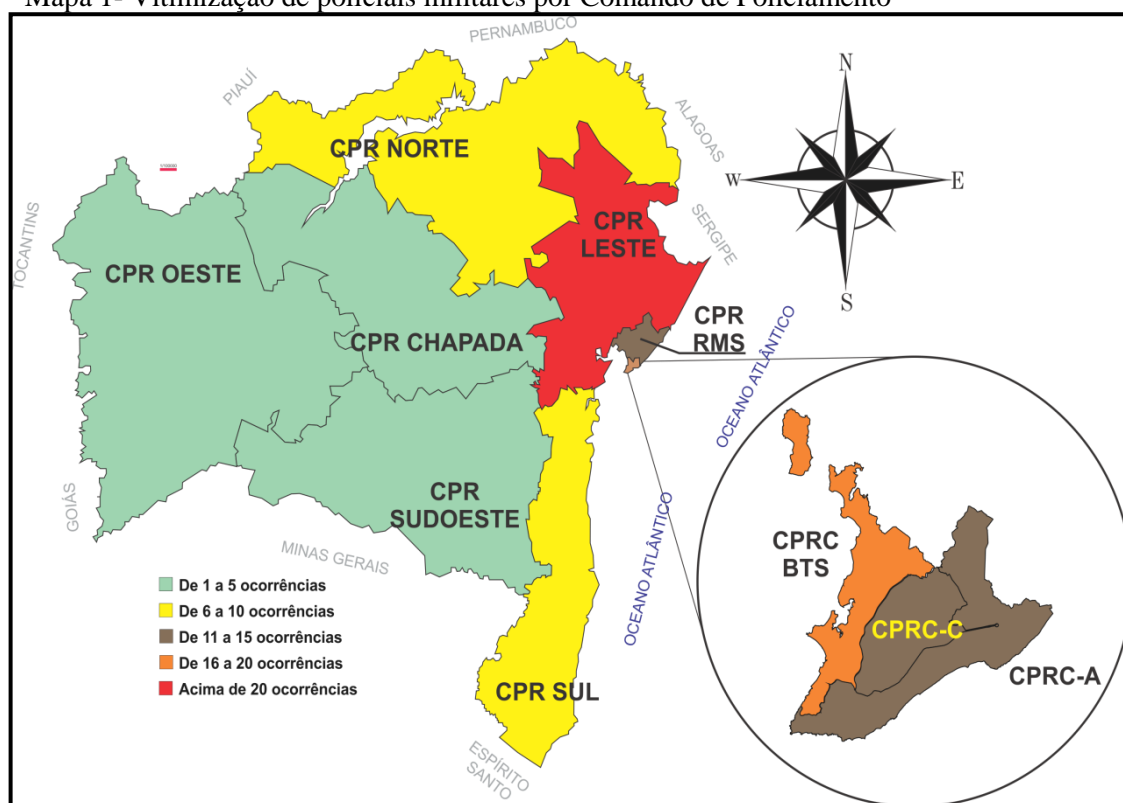 Mapa 1- Vitimização de policiais militares por Comando de Policiamento
PERNAMBUCO
PIAUÍ
ALAGOAS
SERGIPE
TOCANTINS
GOIÁS
MINAS GERAIS
ESPÍRITO
SANTO
OCEANO ATLÂNTICO
OCEANO ATLÂNTICO
N
W
E
S
CPR NORTE
CPR
LESTE
CPR OESTE
CPR CHAPADA
CPR
RMS
CPR
SUDOESTE
CPR SUL
CPRC
BTS
CPRC-C
CPRC-A
De 1 a 5 ocorrências
De 6 a 10 ocorrências
De 11 a 15 ocorrências
De 16 a 20 ocorrências
Acima de 20 ocorrências